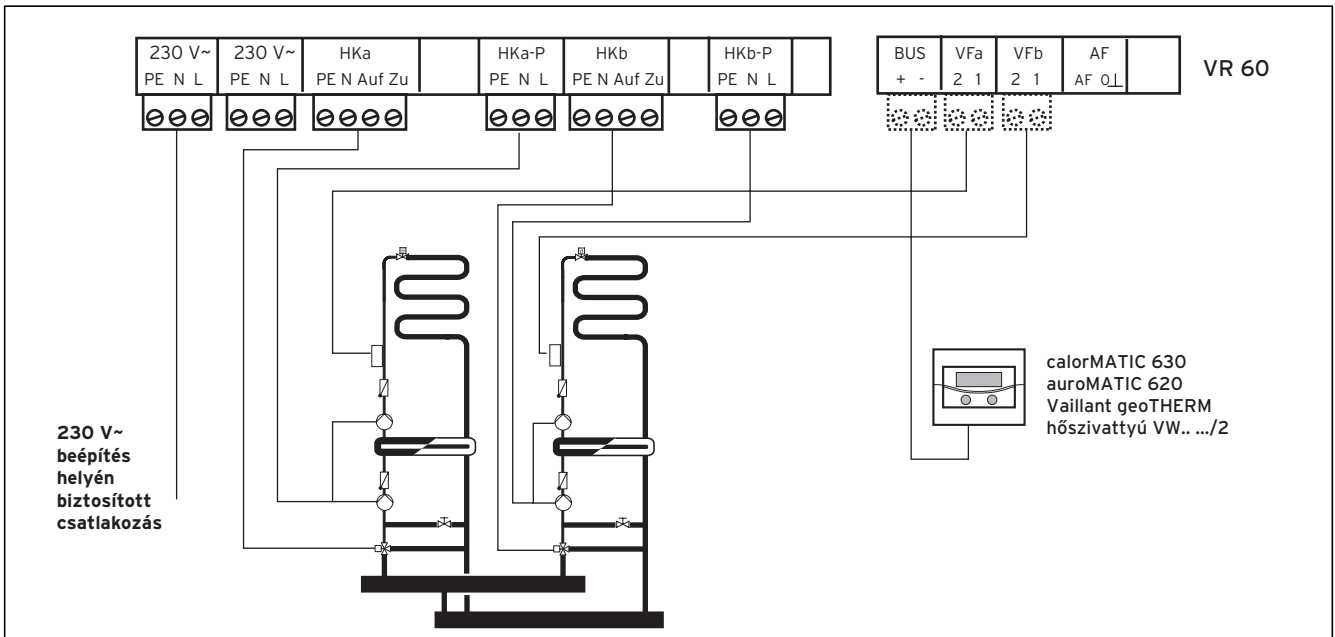 230 V~ 230 V~ HKa HKa-P HKb HKb-P
PE N L PE N L PE N Auf Zu PE N L PE N Auf Zu PE N L
BUS VFa VFb AF
+ - 2 1 2 1 AF 0⊥
VR 60
calorMATIC 630
auroMATIC 620
Vaillant geoTHERM
hőszivattyú VW.. .../2
230 V~
beépítés
helyén
biztosított
csatlakozás